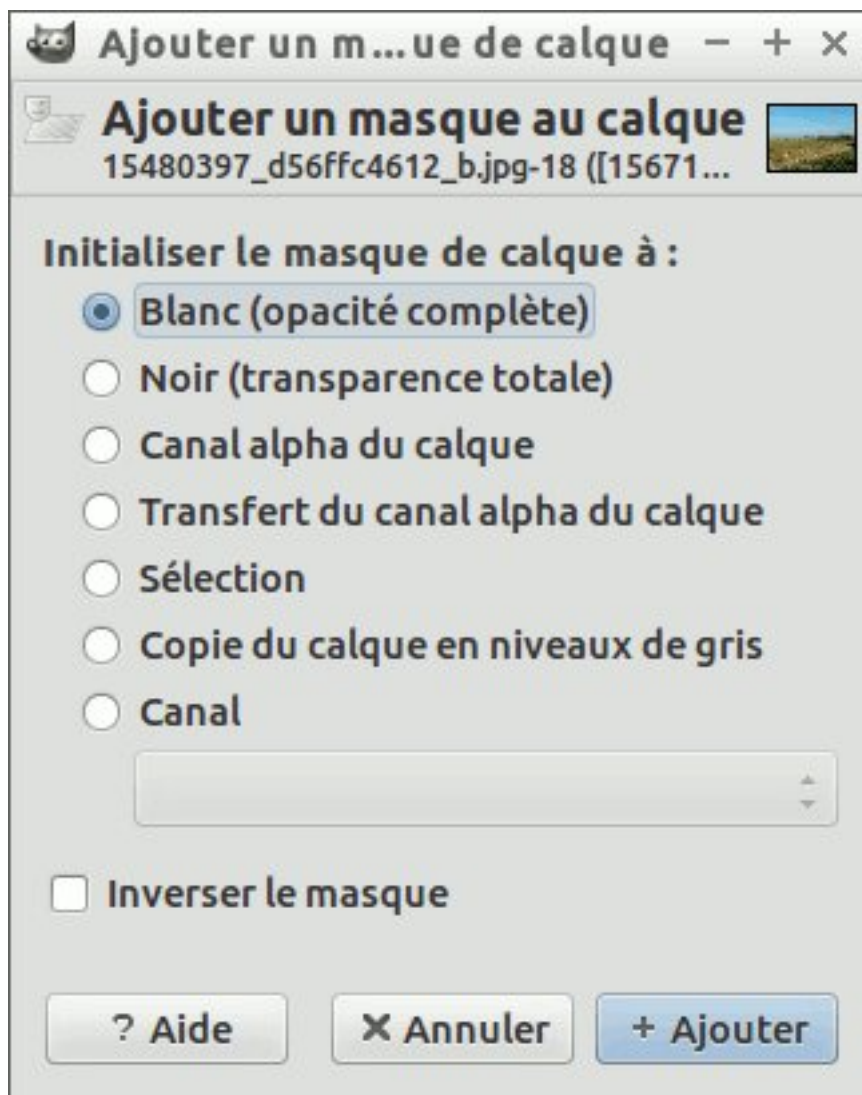 Ajouter un m...ue de calque
Ajouter un masque au calque
15480397_d56ffc4612_b.jpg-18 ([15671...
Initialiser le masque de calque à :
Blanc (opacité complète)
Noir (transparence totale)
Canal alpha du calque
Transfert du canal alpha du calque
Sélection
Copie du calque en niveaux de gris
Canal
Inverser le masque
? Aide
Annuler
+ Ajouter